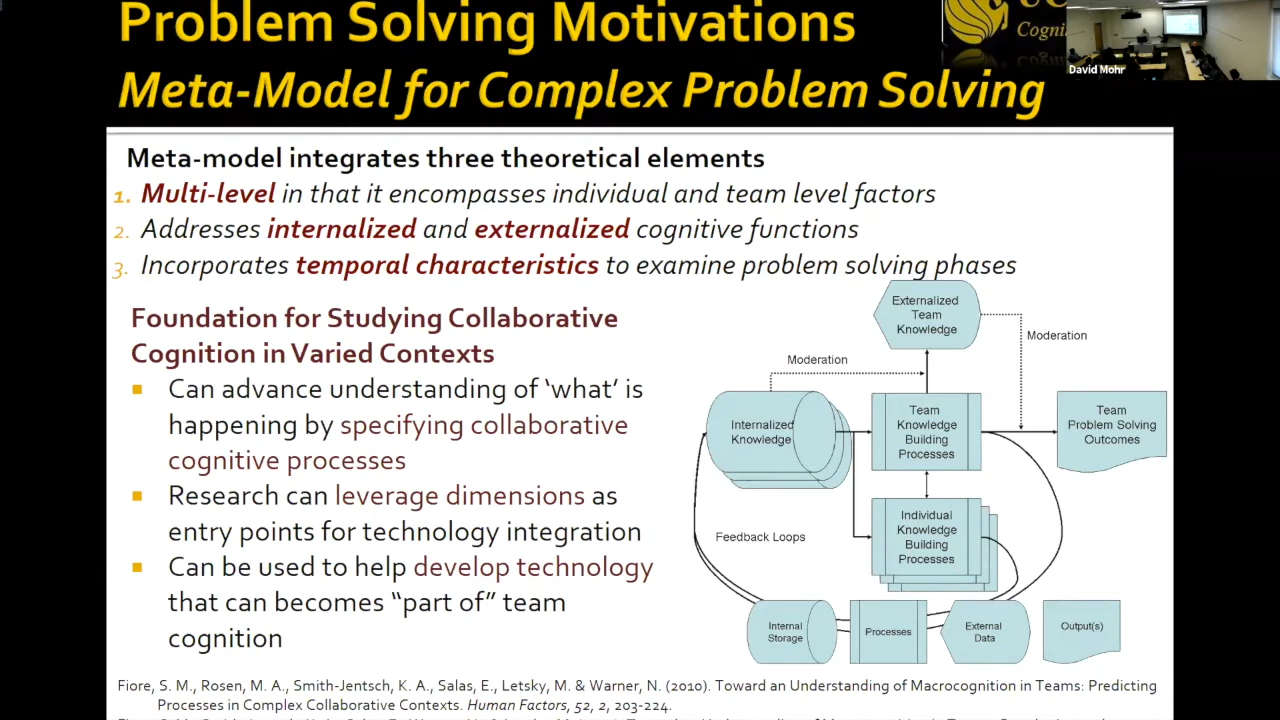 Problem Solving Motivations
Meta-Model for Complex Problem Solving
David Mohr
Meta-model integrates three theoretical elements
1. Multi-level in that it encompasses individual and team level factors
2. Addresses internalized and externalized cognitive functions
3. Incorporates temporal characteristics to examine problem solving phases
Foundation for Studying Collaborative
Cognition in Varied Contexts
Can advance understanding of ‘what’ is
happening by specifying collaborative
cognitive processes
Research can leverage dimensions as
entry points for technology integration
Can be used to help develop technology
that can becomes “part of” team
cognition
Externalized
Team
Knowledge
Moderation
Moderation
Internalized
Knowledge
Team
Knowledge
Building
Processes
Team
Problem Solving
Outcomes
Individual
Knowledge
Building
Processes
Feedback Loops
Internal
Storage
Processes
External
Data
Output(s)
Fiore, S. M., Rosen, M. A., Smith-Jentsch, K. A., Salas, E., Letsky, M. & Warner, N. (2010). Toward an Understanding of Macrocognition in Teams: Predicting
Processes in Complex Collaborative Contexts. Human Factors, 52, 2, 203-224.